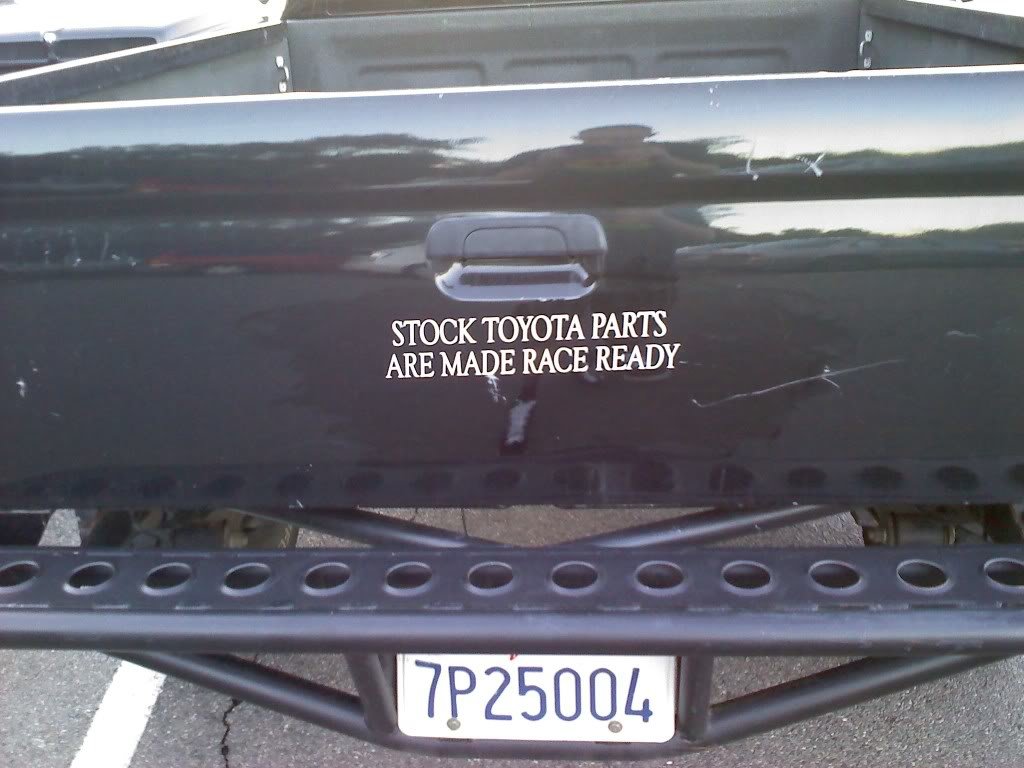 STOCK TOYOTA PARTS
ARE MADE RACE READY
7P25004